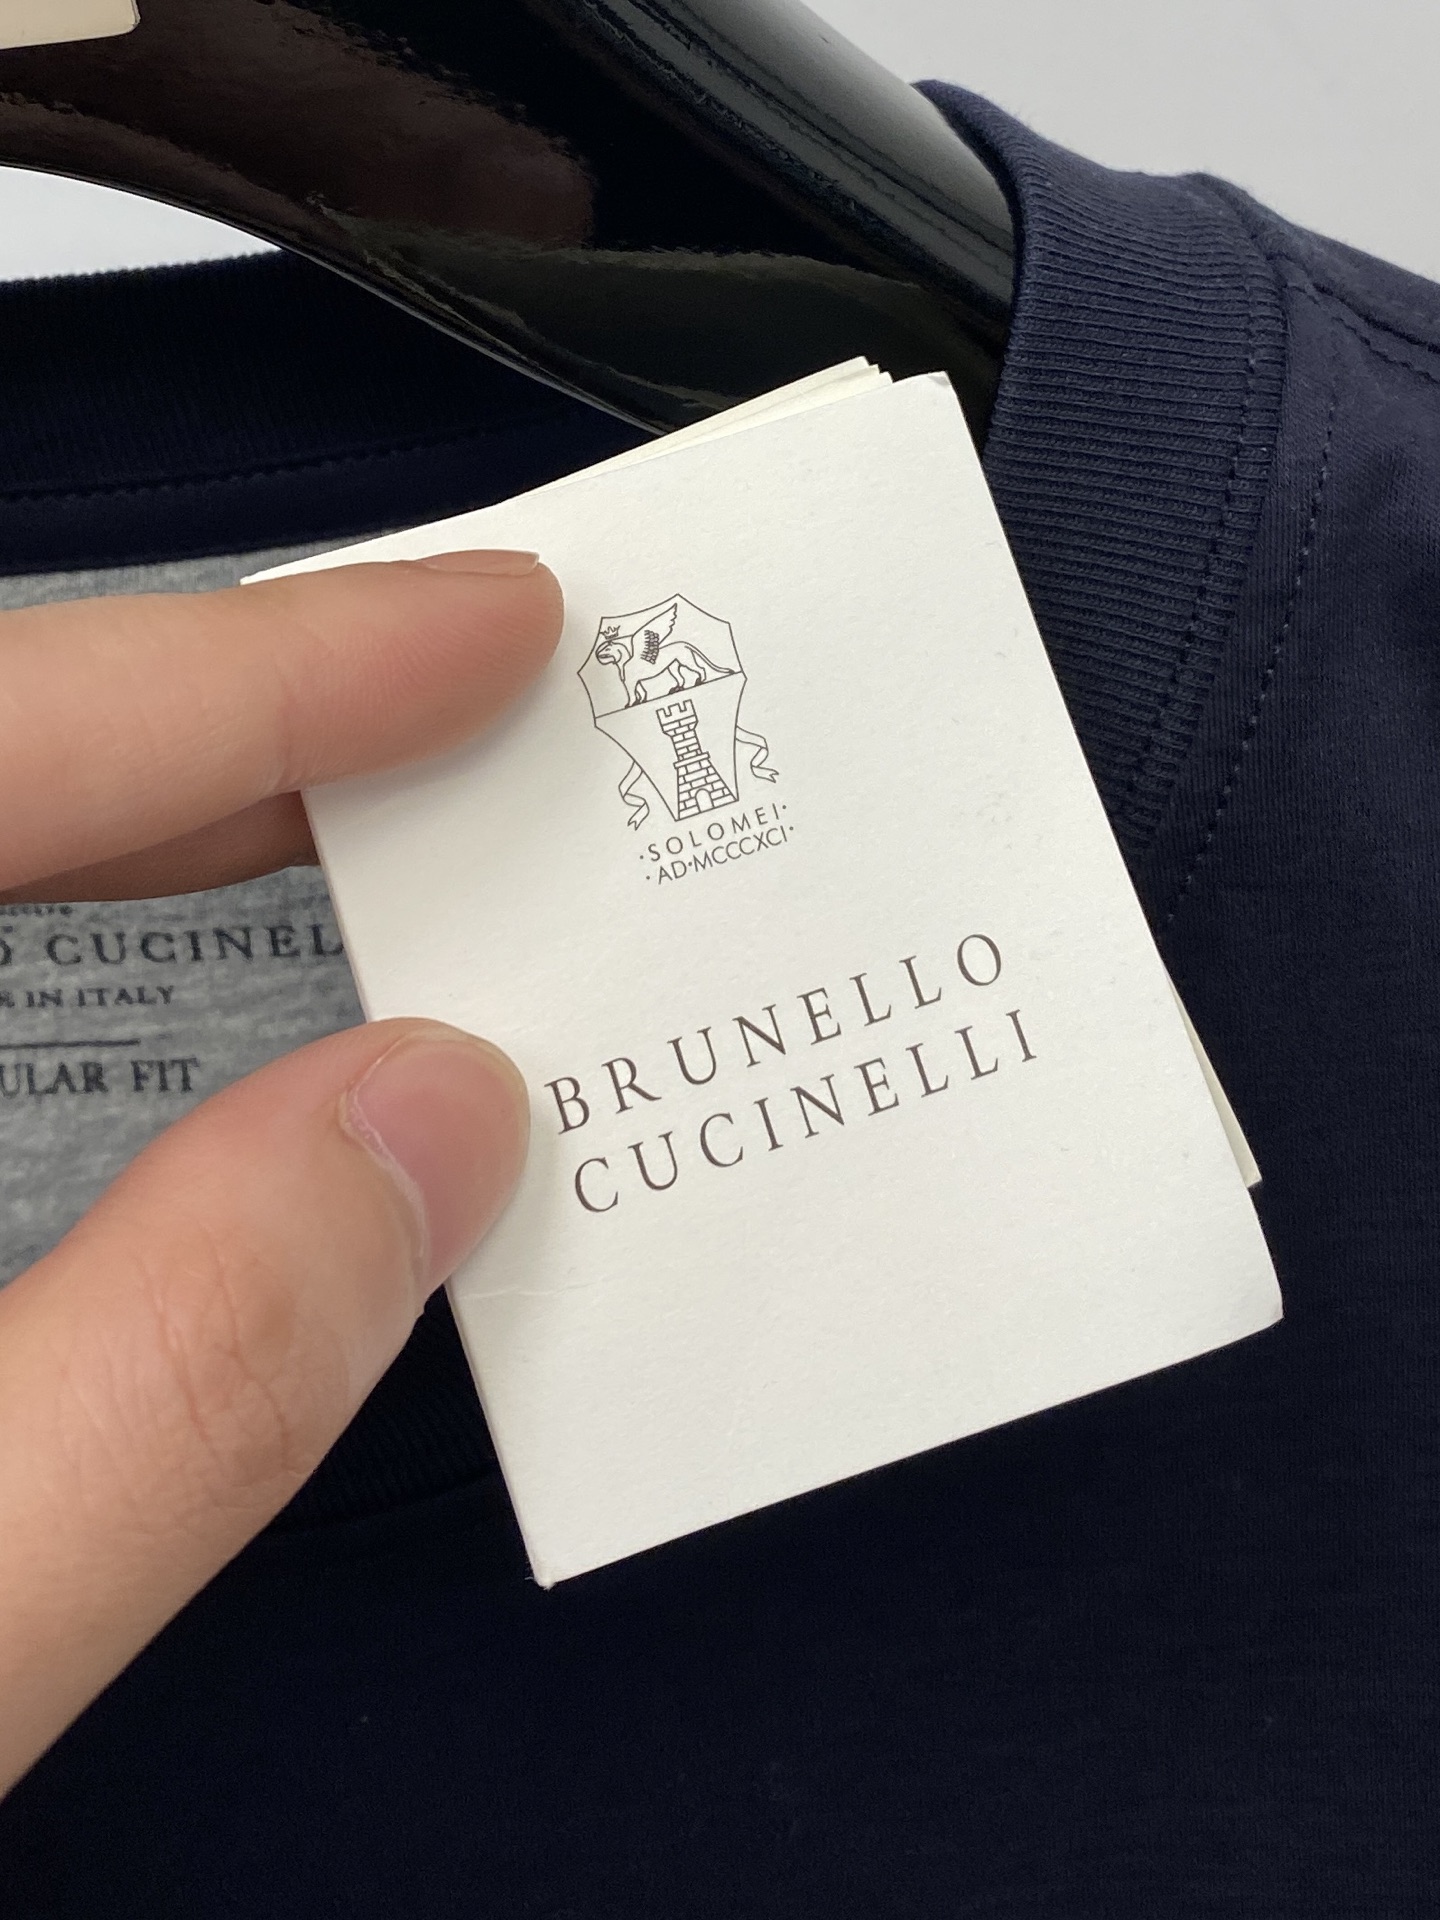 ·SOLOMEI·
·AD·MCCCXCI·
BRUNELLO
CUCINELLI
CUCINEL
IN ITALY
ULAR FIT